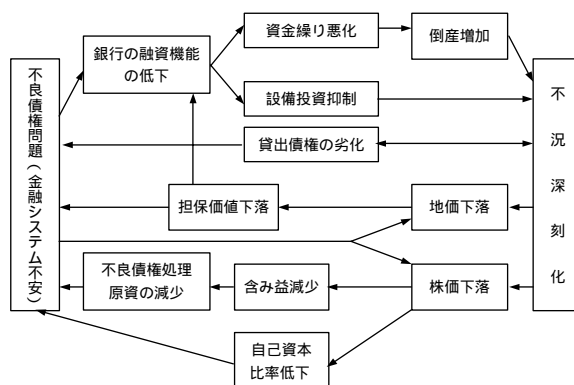 不良債権問題（金融システム不安）
銀行の融資機能
の低下
資金繰り悪化
倒産増加
設備投資抑制
貸出債権の劣化
担保価値下落
地価下落
不良債権処理
原資の減少
含み益減少
株価下落
自己資本
比率低下
不況深刻化